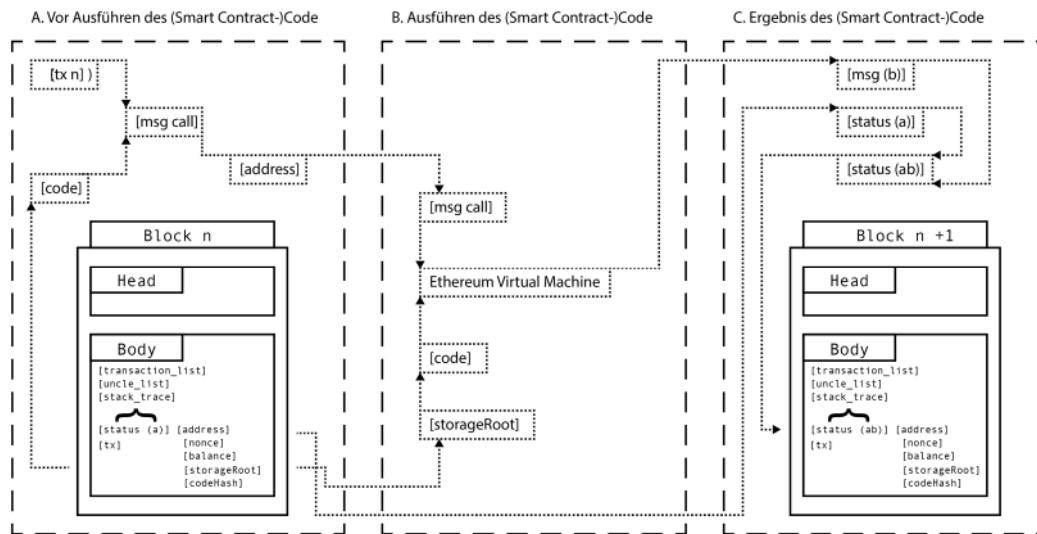 A. Vor Ausführen des (Smart Contract-)Code
[tx n] )
[msg call]
[address]
[code]
Block n
Head
Body
[transaction_list]
[uncle_list]
[stack_trace]
[status (a)] [address]
[tx] [nonce]
[balance]
[storageRoot]
[codeHash]
B. Ausführen des (Smart Contract-)Code
[msg call]
Ethereum Virtual Machine
[code]
[storageRoot]
C. Ergebnis des (Smart Contract-)Code
[msg (b)]
[status (a)]
[status (ab)]
Block n +1
Head
Body
[transaction_list]
[uncle_list]
[stack_trace]
[status (ab)] [address]
[tx] [nonce]
[balance]
[storageRoot]
[codeHash]